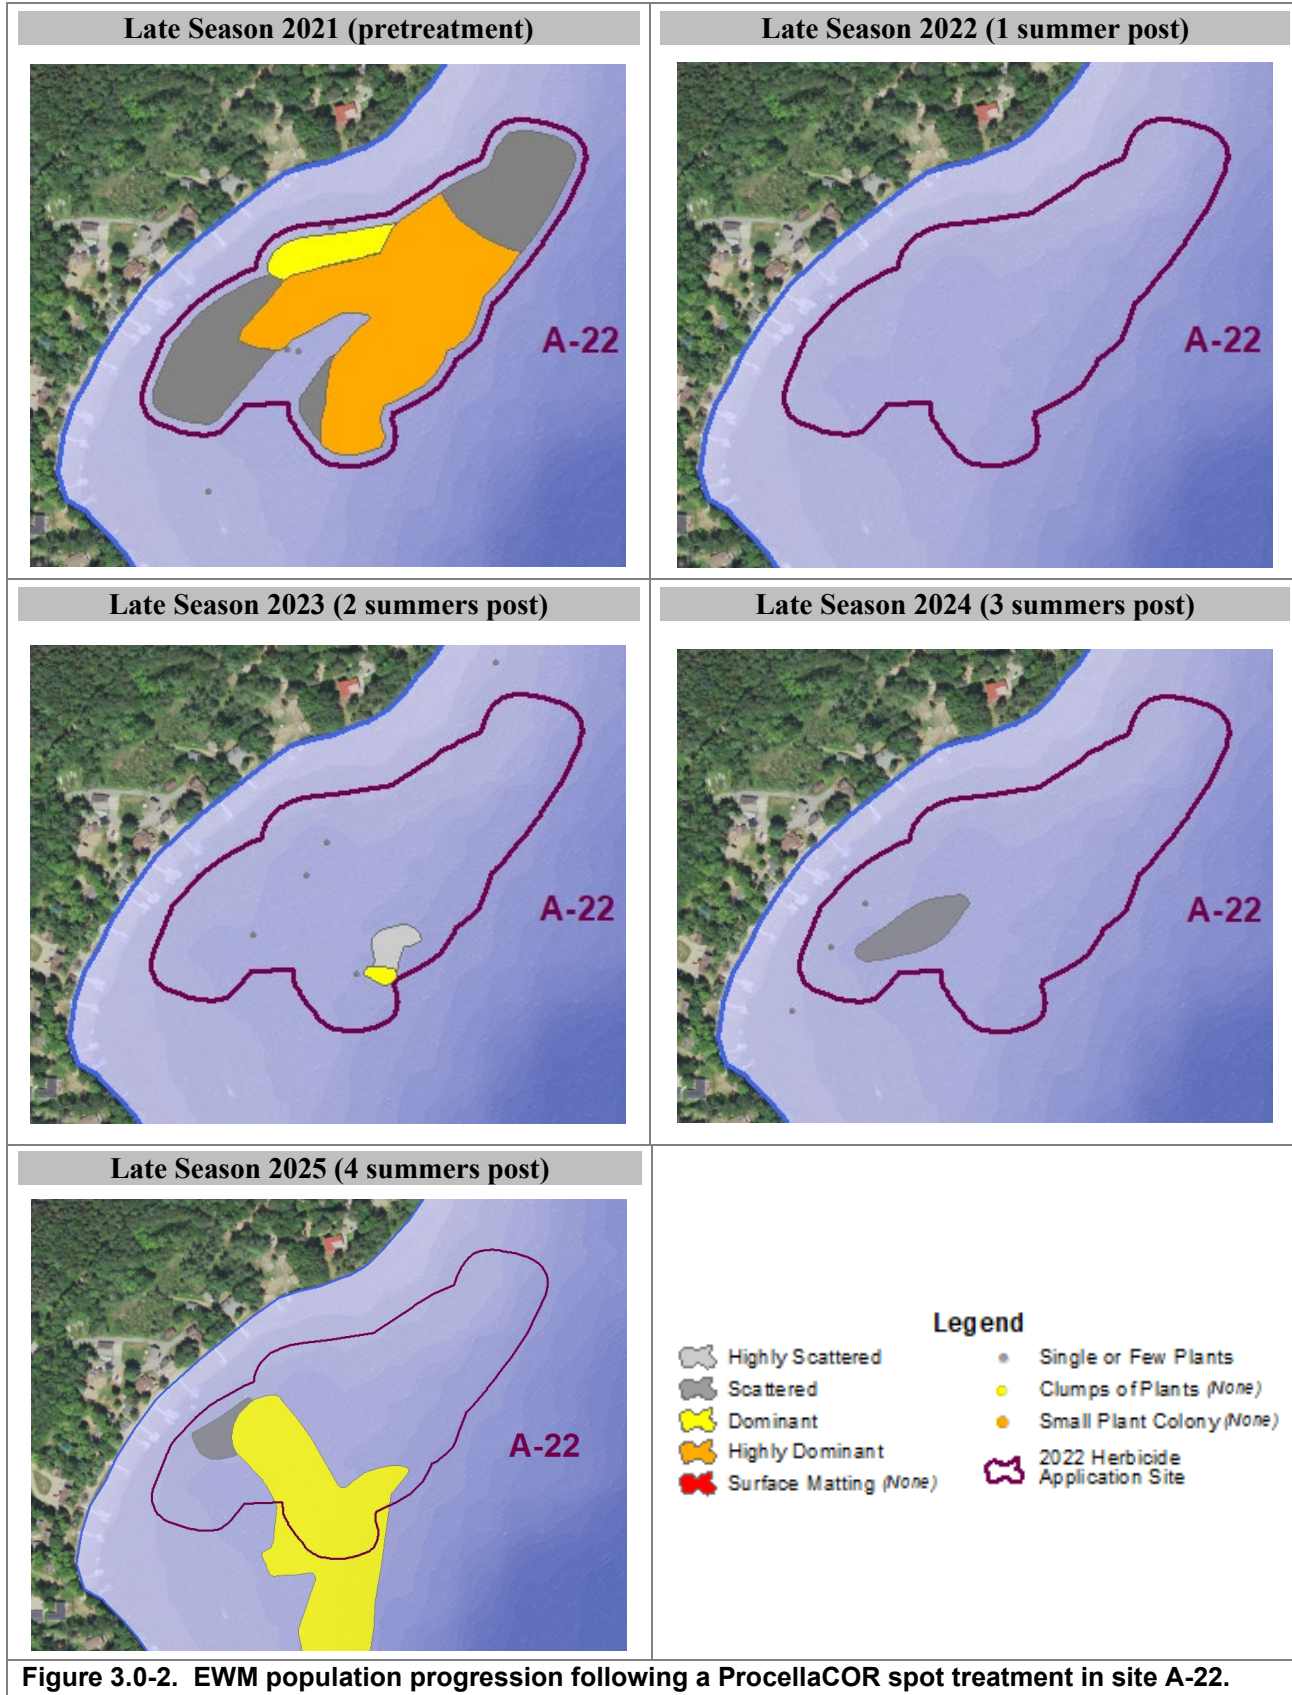 Late Season 2021 (pretreatment)
Late Season 2022 (1 summer post)
A-22
A-22
Late Season 2023 (2 summers post)
Late Season 2024 (3 summers post)
A-22
A-22
Late Season 2025 (4 summers post)
A-22
Legend
Highly Scattered
Scattered
Dominant
Highly Dominant
Surface Matting (None)
Single or Few Plants
Clumps of Plants (None)
Small Plant Colony (None)
2022 Herbicide
Application Site
Figure 3.0-2. EWM population progression following a ProcellaCOR spot treatment in site A-22.